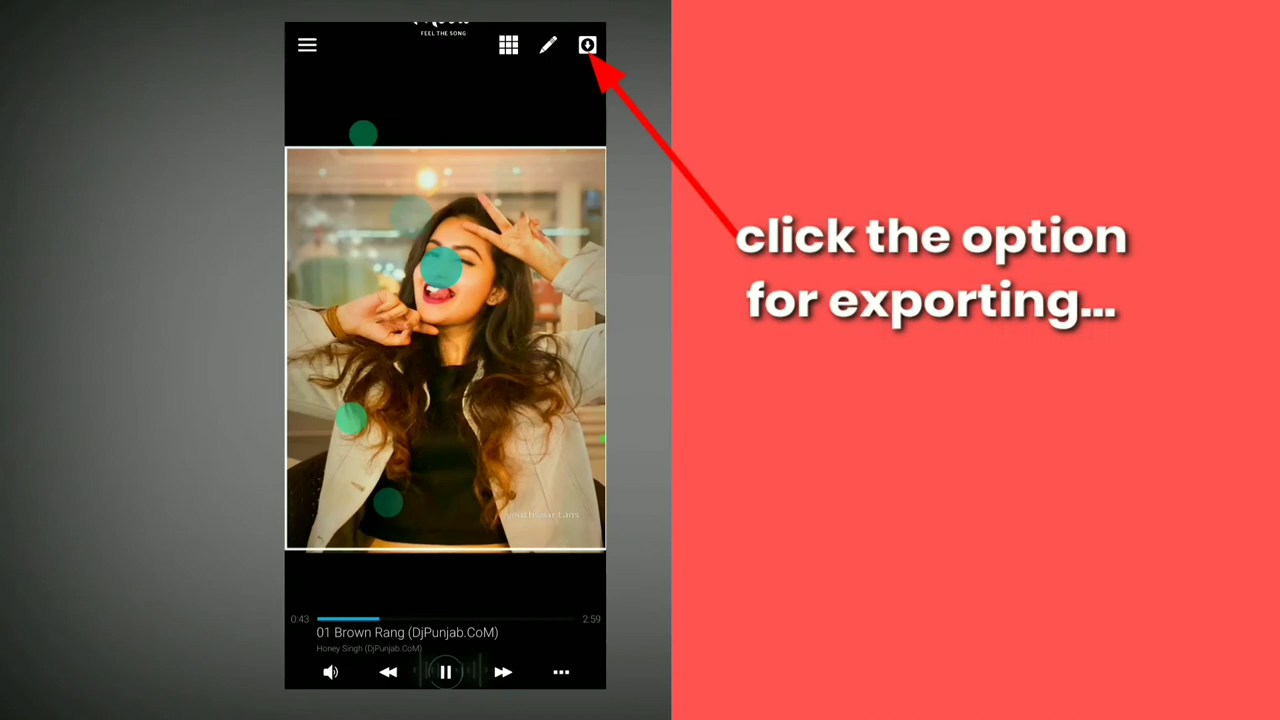 FEEL THE SONG
click the option
for exporting...
0:43
2:59
01 Brown Rang (DjPunjab.CoM)
Honey Singh (DjPunjab.CoM)